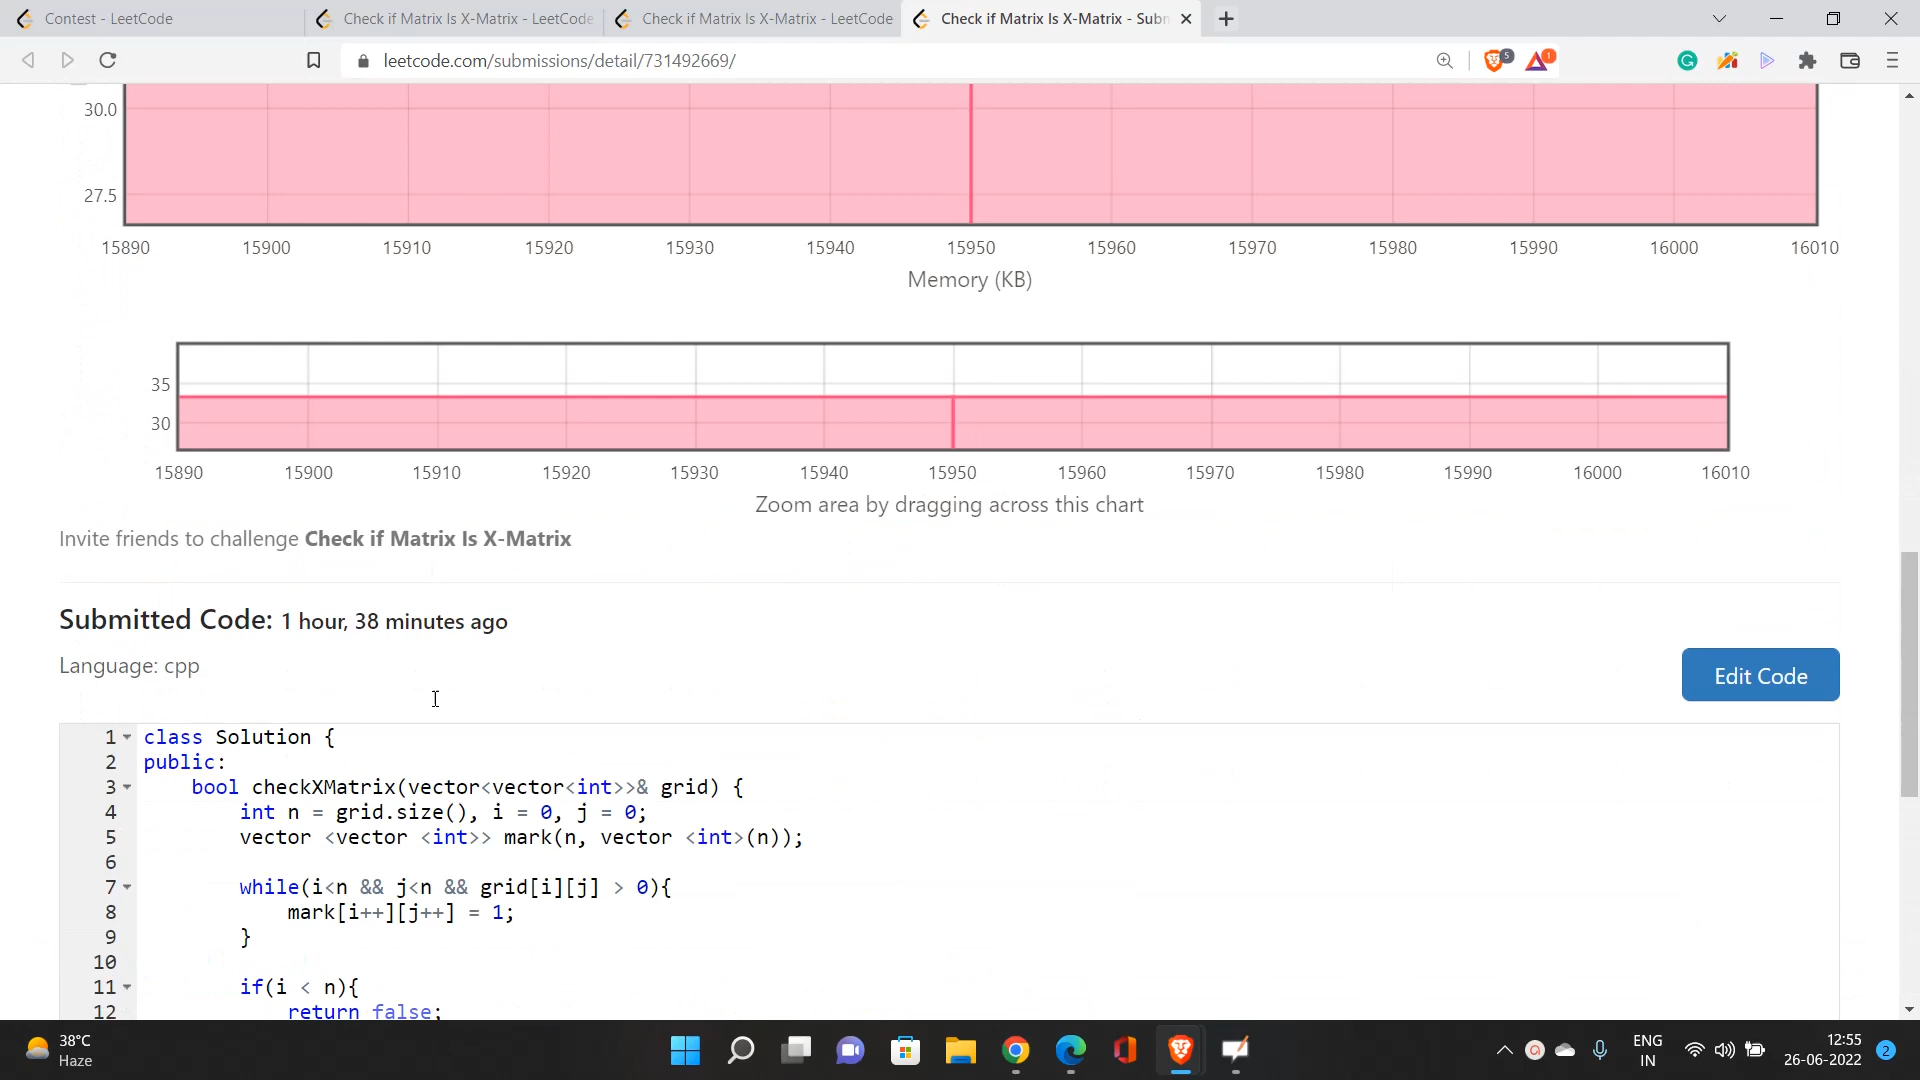 Contest - LeetCode
Check if Matrix Is X-Matrix - LeetCode
Check if Matrix Is X-Matrix - LeetCode
Check if Matrix Is X-Matrix - Subm
leetcode.com/submissions/detail/731492669/
5
1
30.0
27.5
15890 15900 15910 15920 15930 15940 15950 15960 15970 15980 15990 16000 16010
Memory (KB)
35
30
15890 15900 15910 15920 15930 15940 15950 15960 15970 15980 15990 16000 16010
Zoom area by dragging across this chart
Invite friends to challenge Check if Matrix Is X-Matrix
Submitted Code: 1 hour, 38 minutes ago
Language: cpp
Edit Code
1 class Solution {
2 public:
3 bool checkXMatrix(vector<vector<int>>& grid) {
4 int n = grid.size(), i = 0, j = 0;
5 vector <vector <int>> mark(n, vector <int>(n));
6
7 while(i<n && j<n && grid[i][j] > 0){
8 mark[i++][j++] = 1;
9 }
10
11 if(i < n){
12 return false;
38°C
Haze
ENG
IN
12:55
26-06-2022
2